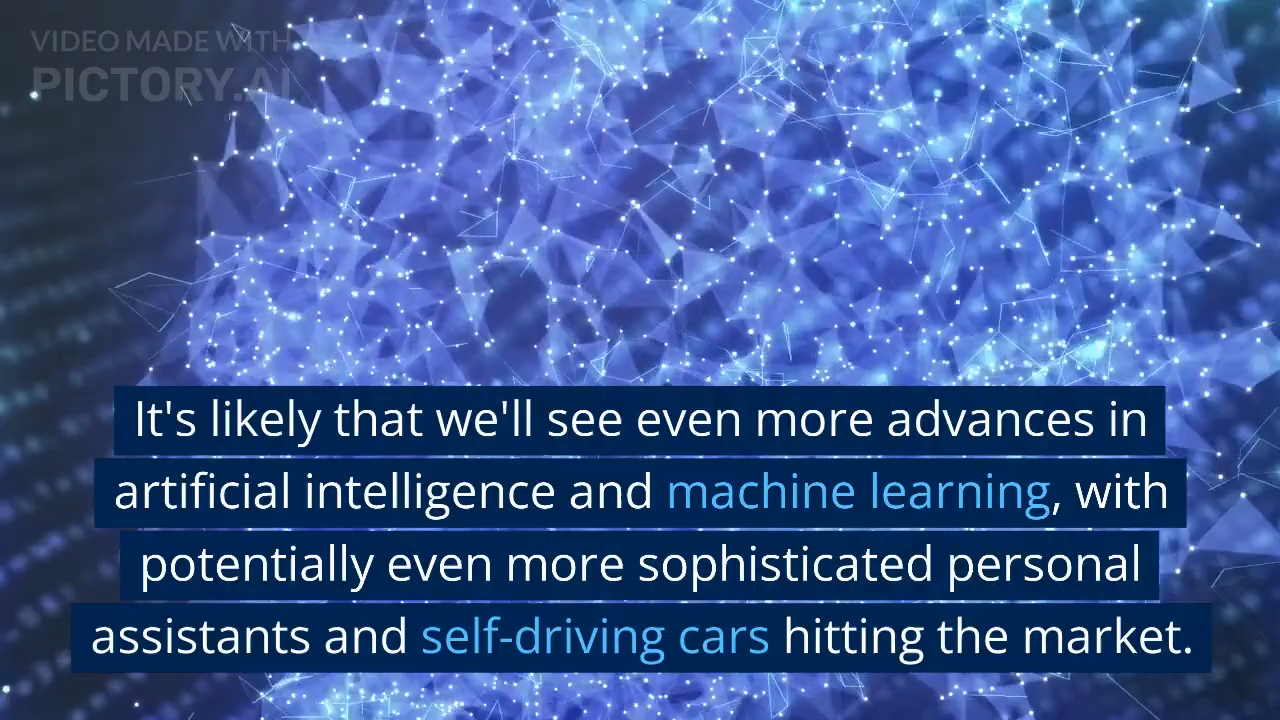 VIDEO MADE WITH
PICTORY.AI
It's likely that we'll see even more advances in
artificial intelligence and machine learning, with
potentially even more sophisticated personal
assistants and self-driving cars hitting the market.